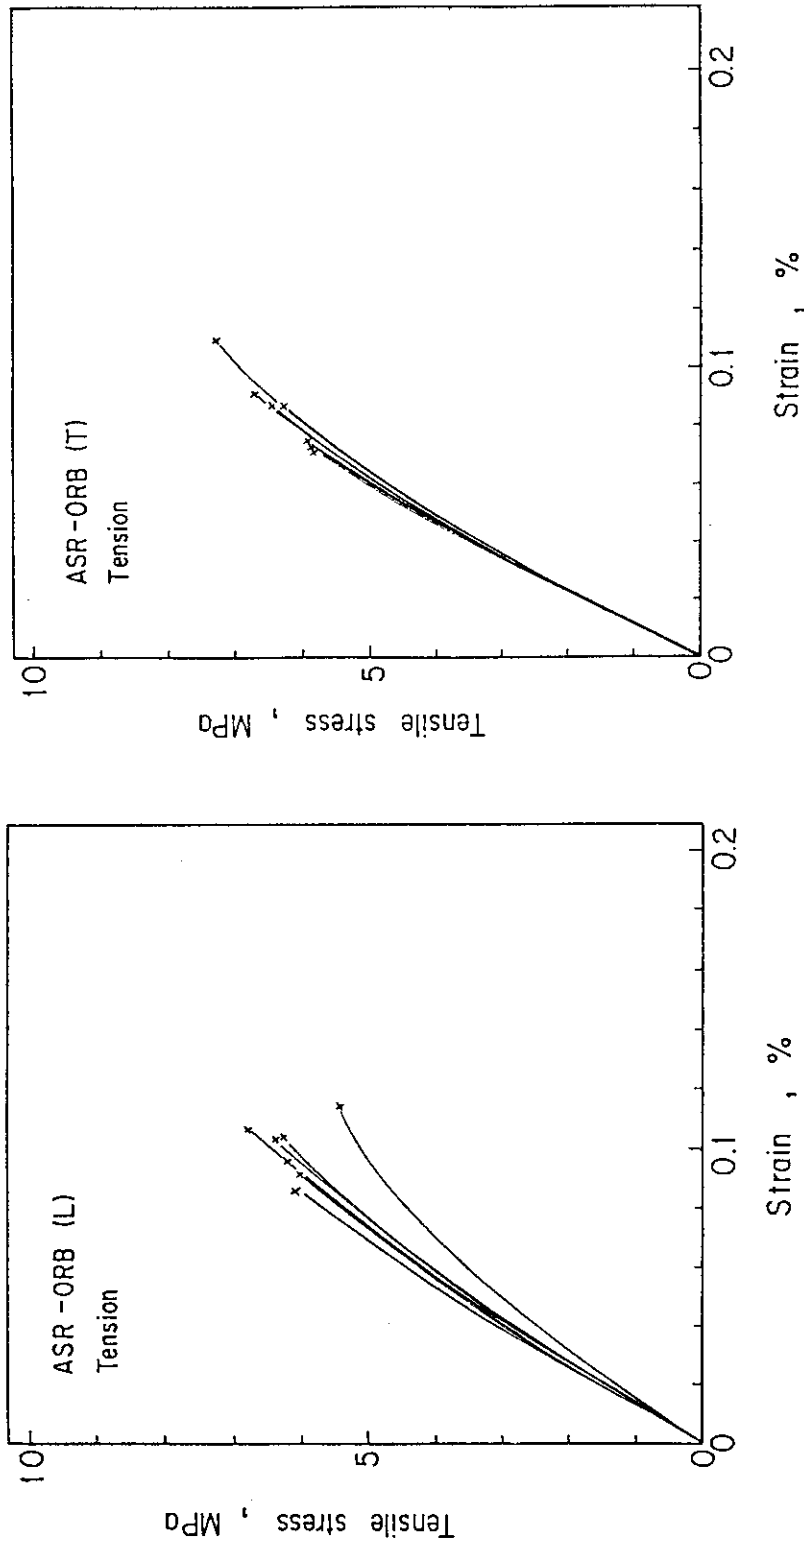 ASR-ORB (L)
Tension
Tensile stress , MPa
10
5
0
0
0.1
0.2
Strain , %
ASR-ORB (T)
Tension
Tensile stress , MPa
10
5
0
0
0.1
0.2
Strain , %